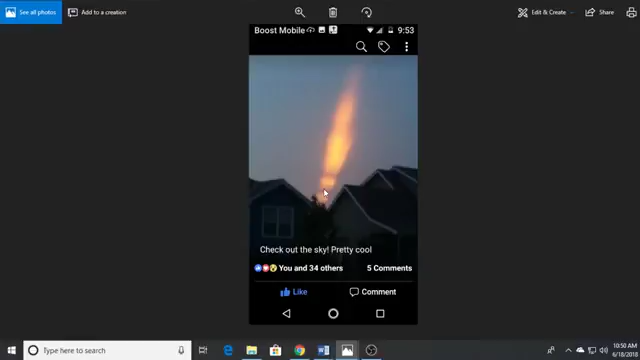 See all photos
Add to a creation
Edit & Create
Share
Boost Mobile
9:53
Check out the sky! Pretty cool
You and 34 others
5 Comments
Like
Comment
Type here to search
10:50 AM
6/18/2018